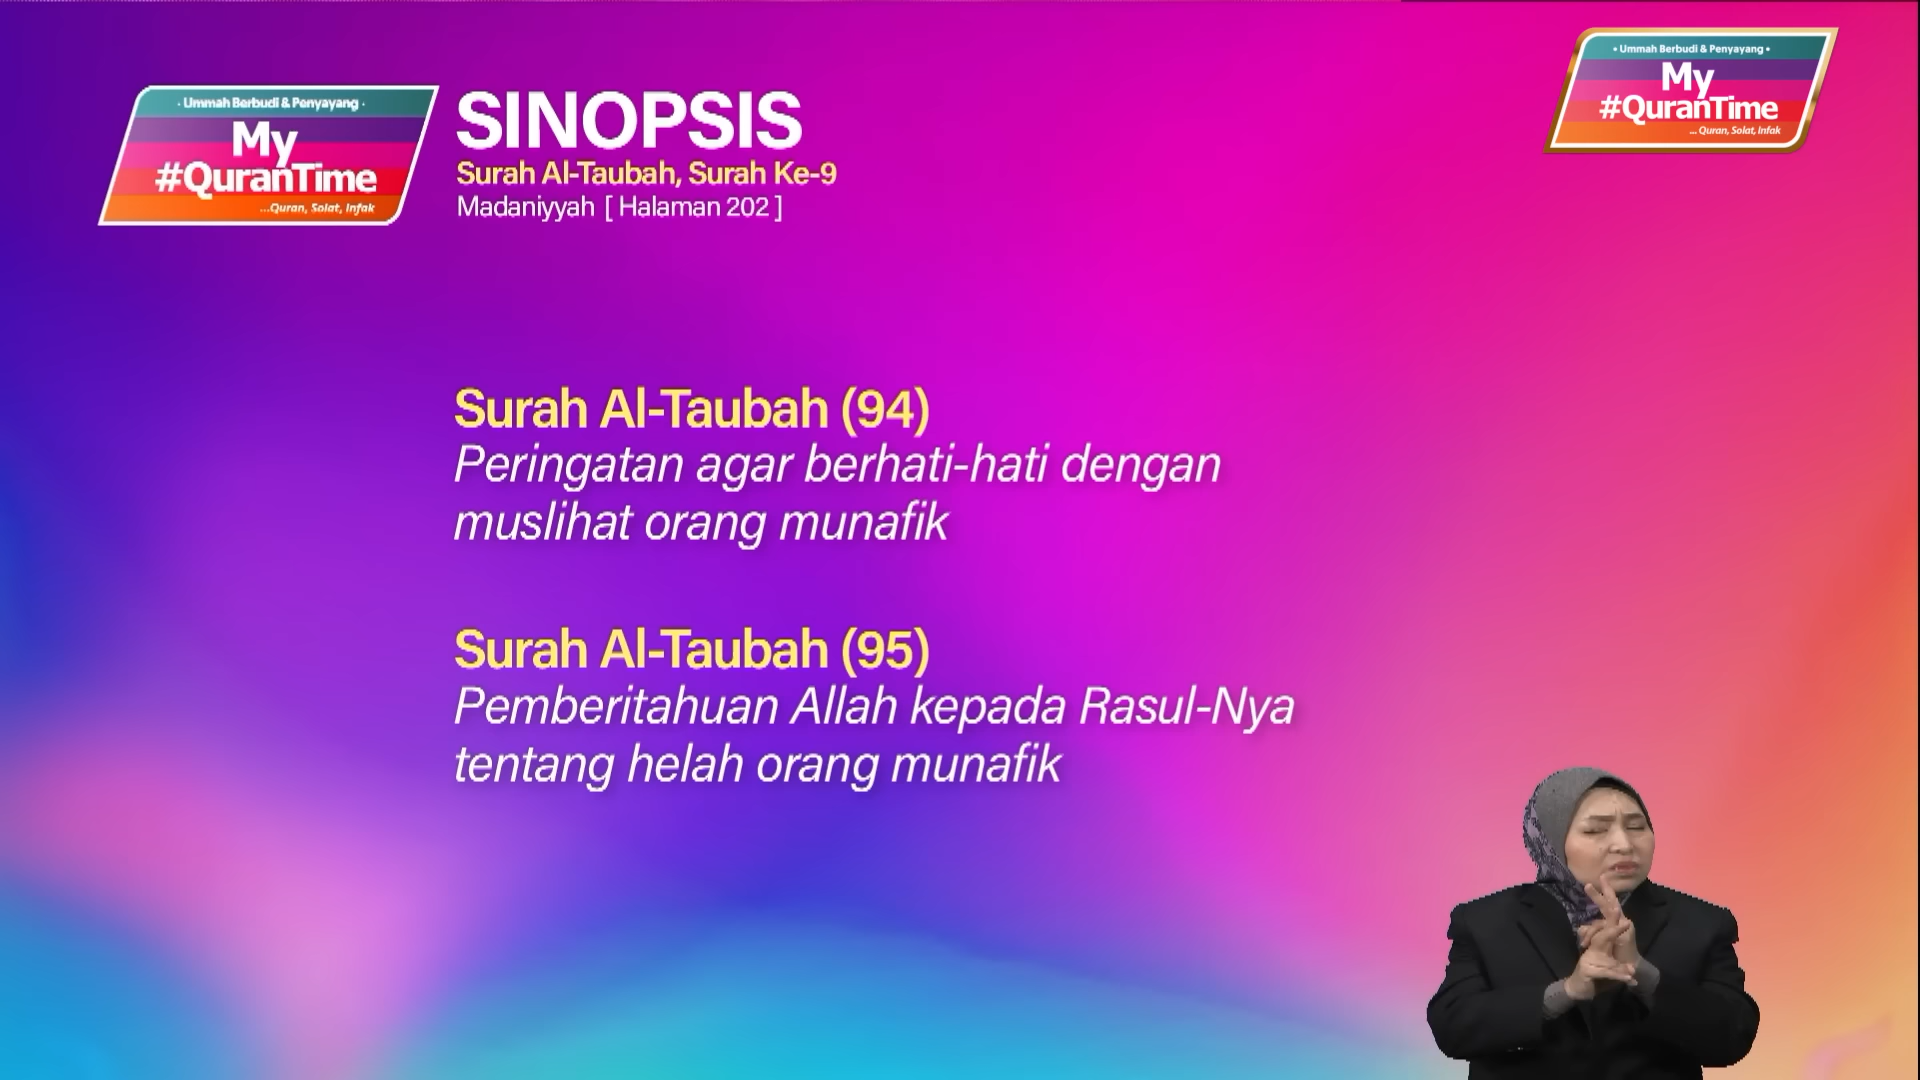 · Ummah Berbudi & Penyayang ·
My
#QuranTime
...Quran, Solat, Infak
SINOPSIS
Surah Al-Taubah, Surah Ke-9
Madaniyyah [ Halaman 202 ]
• Ummah Berbudi & Penyayang •
My
#QuranTime
... Quran, Solat, Infak
Surah Al-Taubah (94)
Peringatan agar berhati-hati dengan
muslihat orang munafik
Surah Al-Taubah (95)
Pemberitahuan Allah kepada Rasul-Nya
tentang helah orang munafik